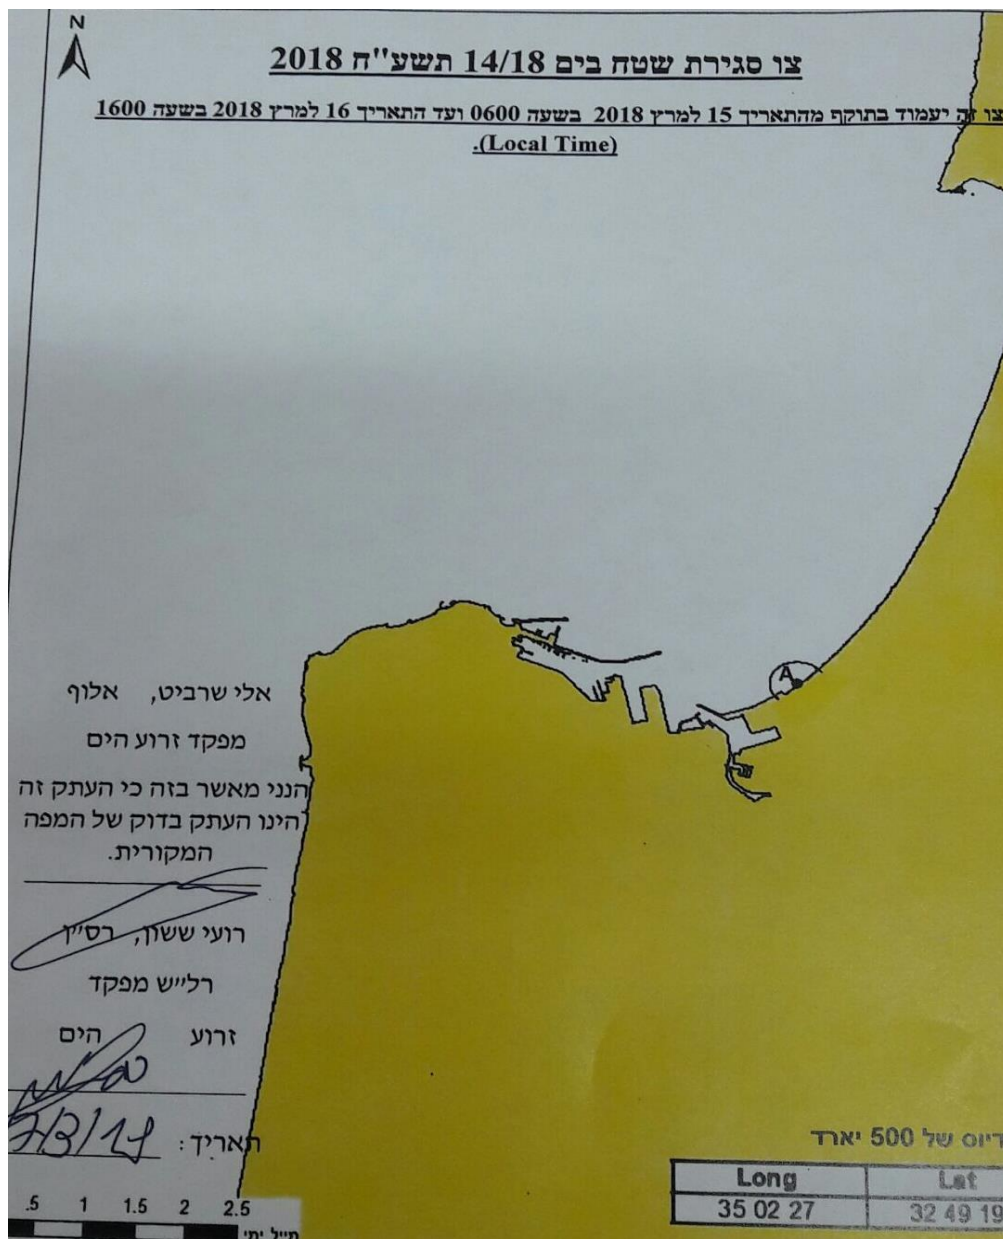 N
צו סגירת שטח בים 14/18 תשע"ח 2018
צו זה יעמוד בתוקף מהתאריך 15 למרץ 2018 בשעה 0600 ועד התאריך 16 למרץ 2018 בשעה 1600
(Local Time).
A
אלי שרביט, אלוף
מפקד זרוע הים
הנני מאשר בזה כי העתק זה
הינו העתק בדוק של המפה
המקורית.
רועי ששון, רס"ן
רל"ש מפקד
זרוע הים
תאריך:
דיוס של 500 יארד
Long Lat
35 02 27 32 49 19
.5 1 1.5 2 2.5
מייל ימי